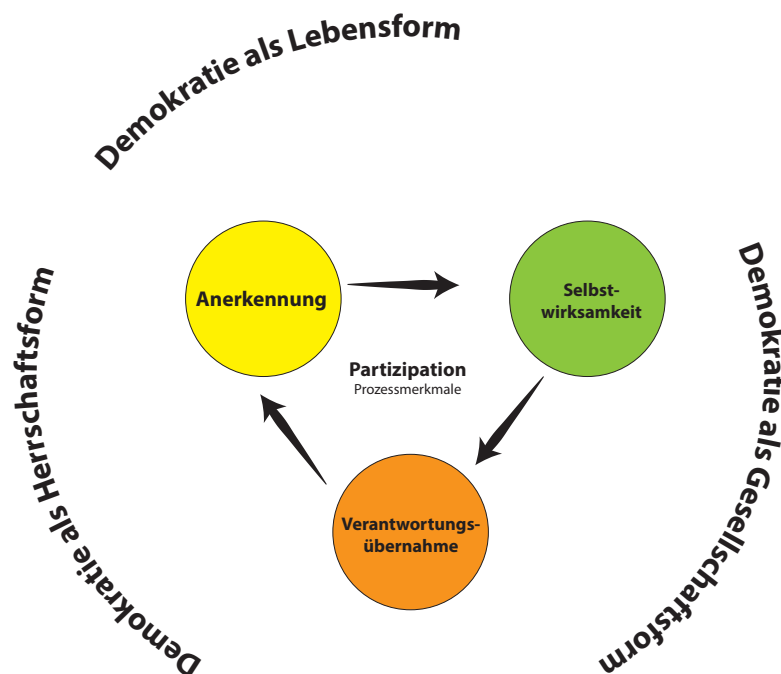 Demokratie als Lebensform
Anerkennung
Selbst-
wirksamkeit
Partizipation
Prozessmerkmale
Verantwortungs-
übernahme
Demokratie als Herrschaftsform
Demokratie als Gesellschaftsform